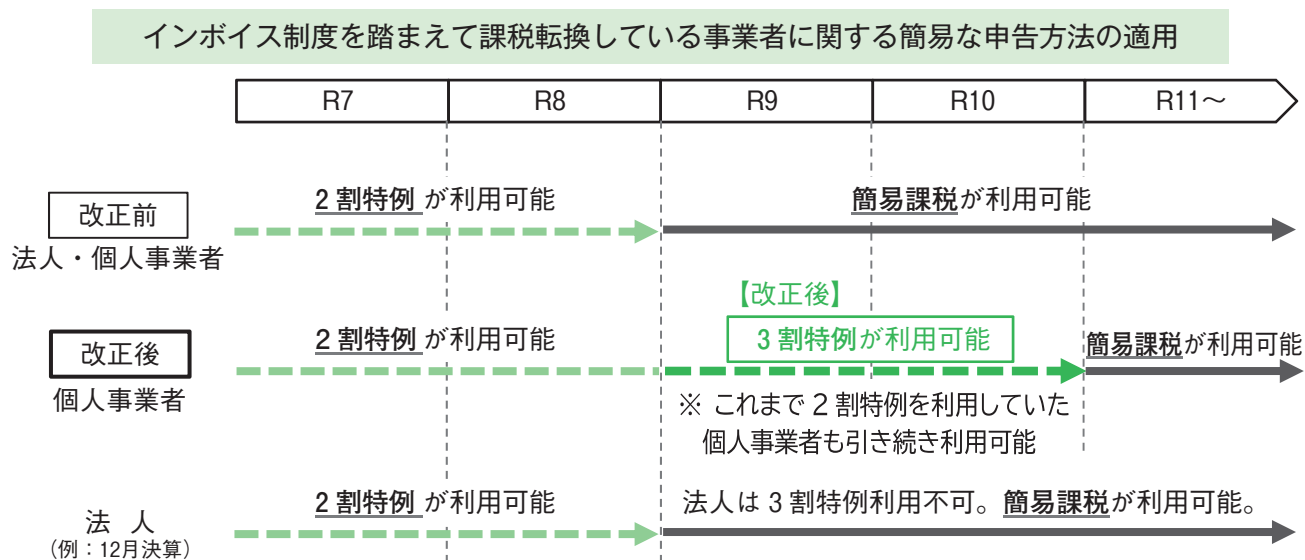 インボイス制度を踏まえて課税転換している事業者に関する簡易な申告方法の適用
R7 R8 R9 R10 R11～
改正前
法人・個人事業者
2割特例が利用可能
簡易課税が利用可能
【改正後】
改正後
個人事業者
2割特例が利用可能
3割特例が利用可能
簡易課税が利用可能
※ これまで2割特例を利用していた
個人事業者も引き続き利用可能
法 人
(例：12月決算)
2割特例が利用可能
法人は3割特例利用不可。簡易課税が利用可能。